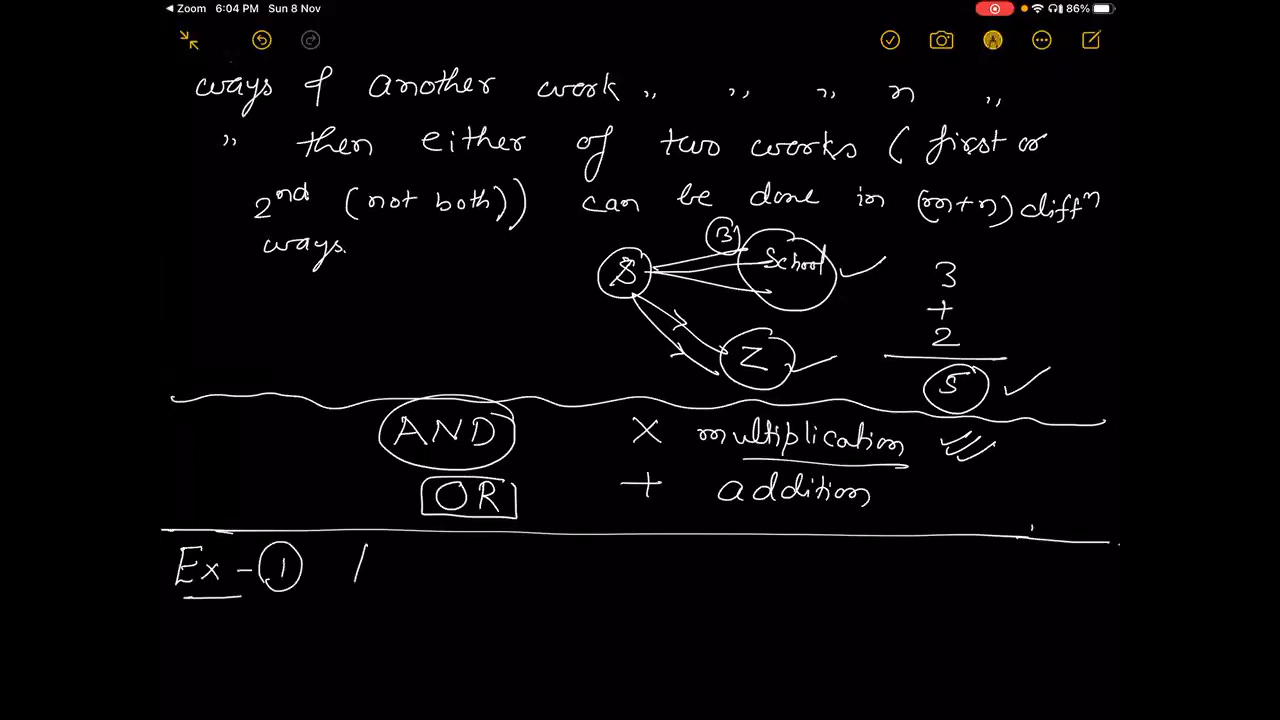 Zoom 6:04 PM Sun 8 Nov 86%
ways & another work ,, ,, ,, n ,,
,, then either of two works ( first or
2nd (not both)) can be done in (m+n) diffn
ways.
3 School
S
3
+
2
Z
5
AND × multiplication
OR + addition
Ex - 1